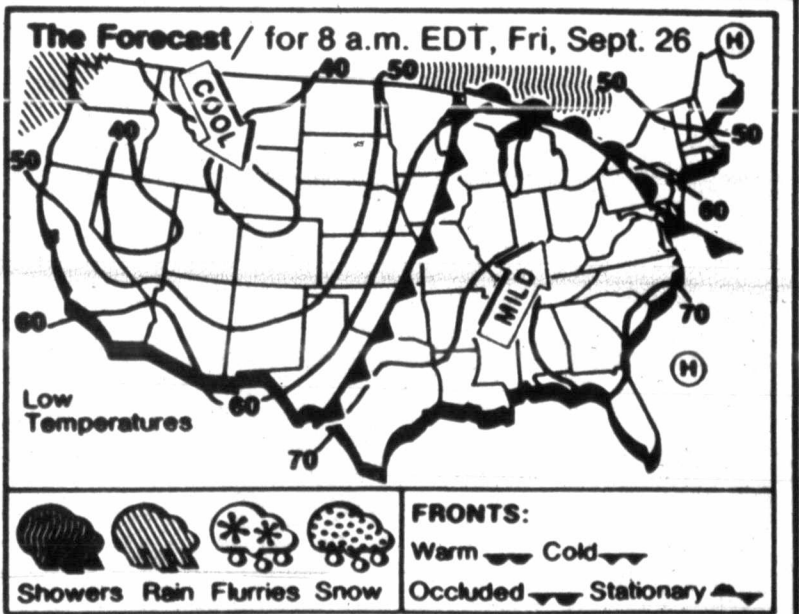 The Forecast / for 8 a.m. EDT, Fri, Sept. 26 H
COOL
40
50
50
40
50
50
60
MILD
60
70
H
Low
Temperatures
60
70
FRONTS:
Warm Cold
Showers Rain Flurries Snow
Occluded Stationary